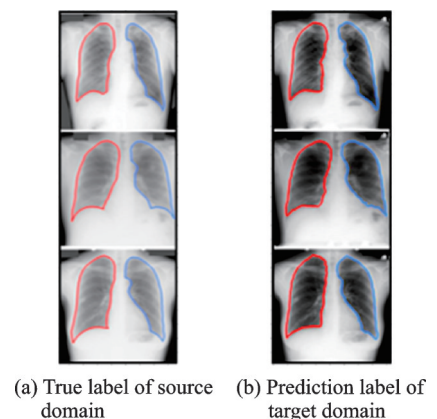 (a) True label of source
domain
(b) Prediction label of
target domain